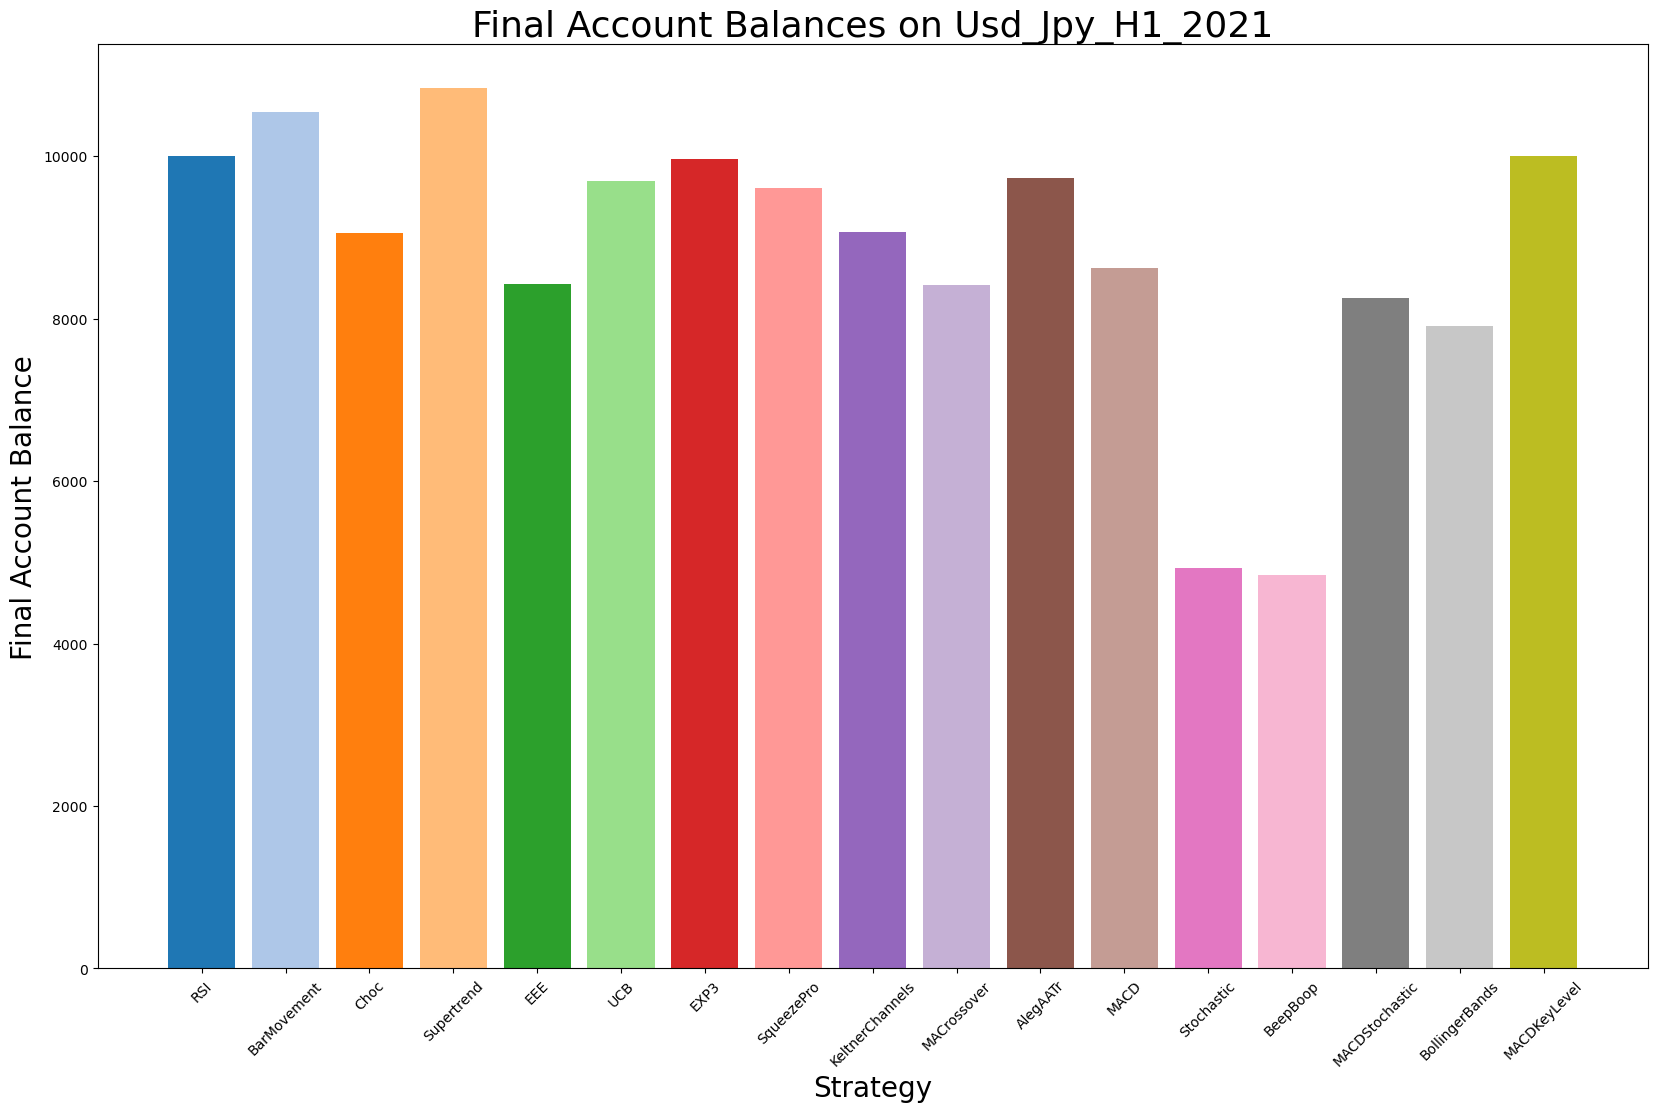 Final Account Balances on Usd_Jpy_H1_2021
Final Account Balance
10000
8000
6000
4000
2000
0
RSI
BarMovement
Choc
Supertrend
EEE
UCB
EXP3
SqueezePro
KeltnerChannels
MACrossover
AlegAATr
MACD
Stochastic
BeepBoop
MACDStochastic
BollingerBands
MACDKeyLevel
Strategy